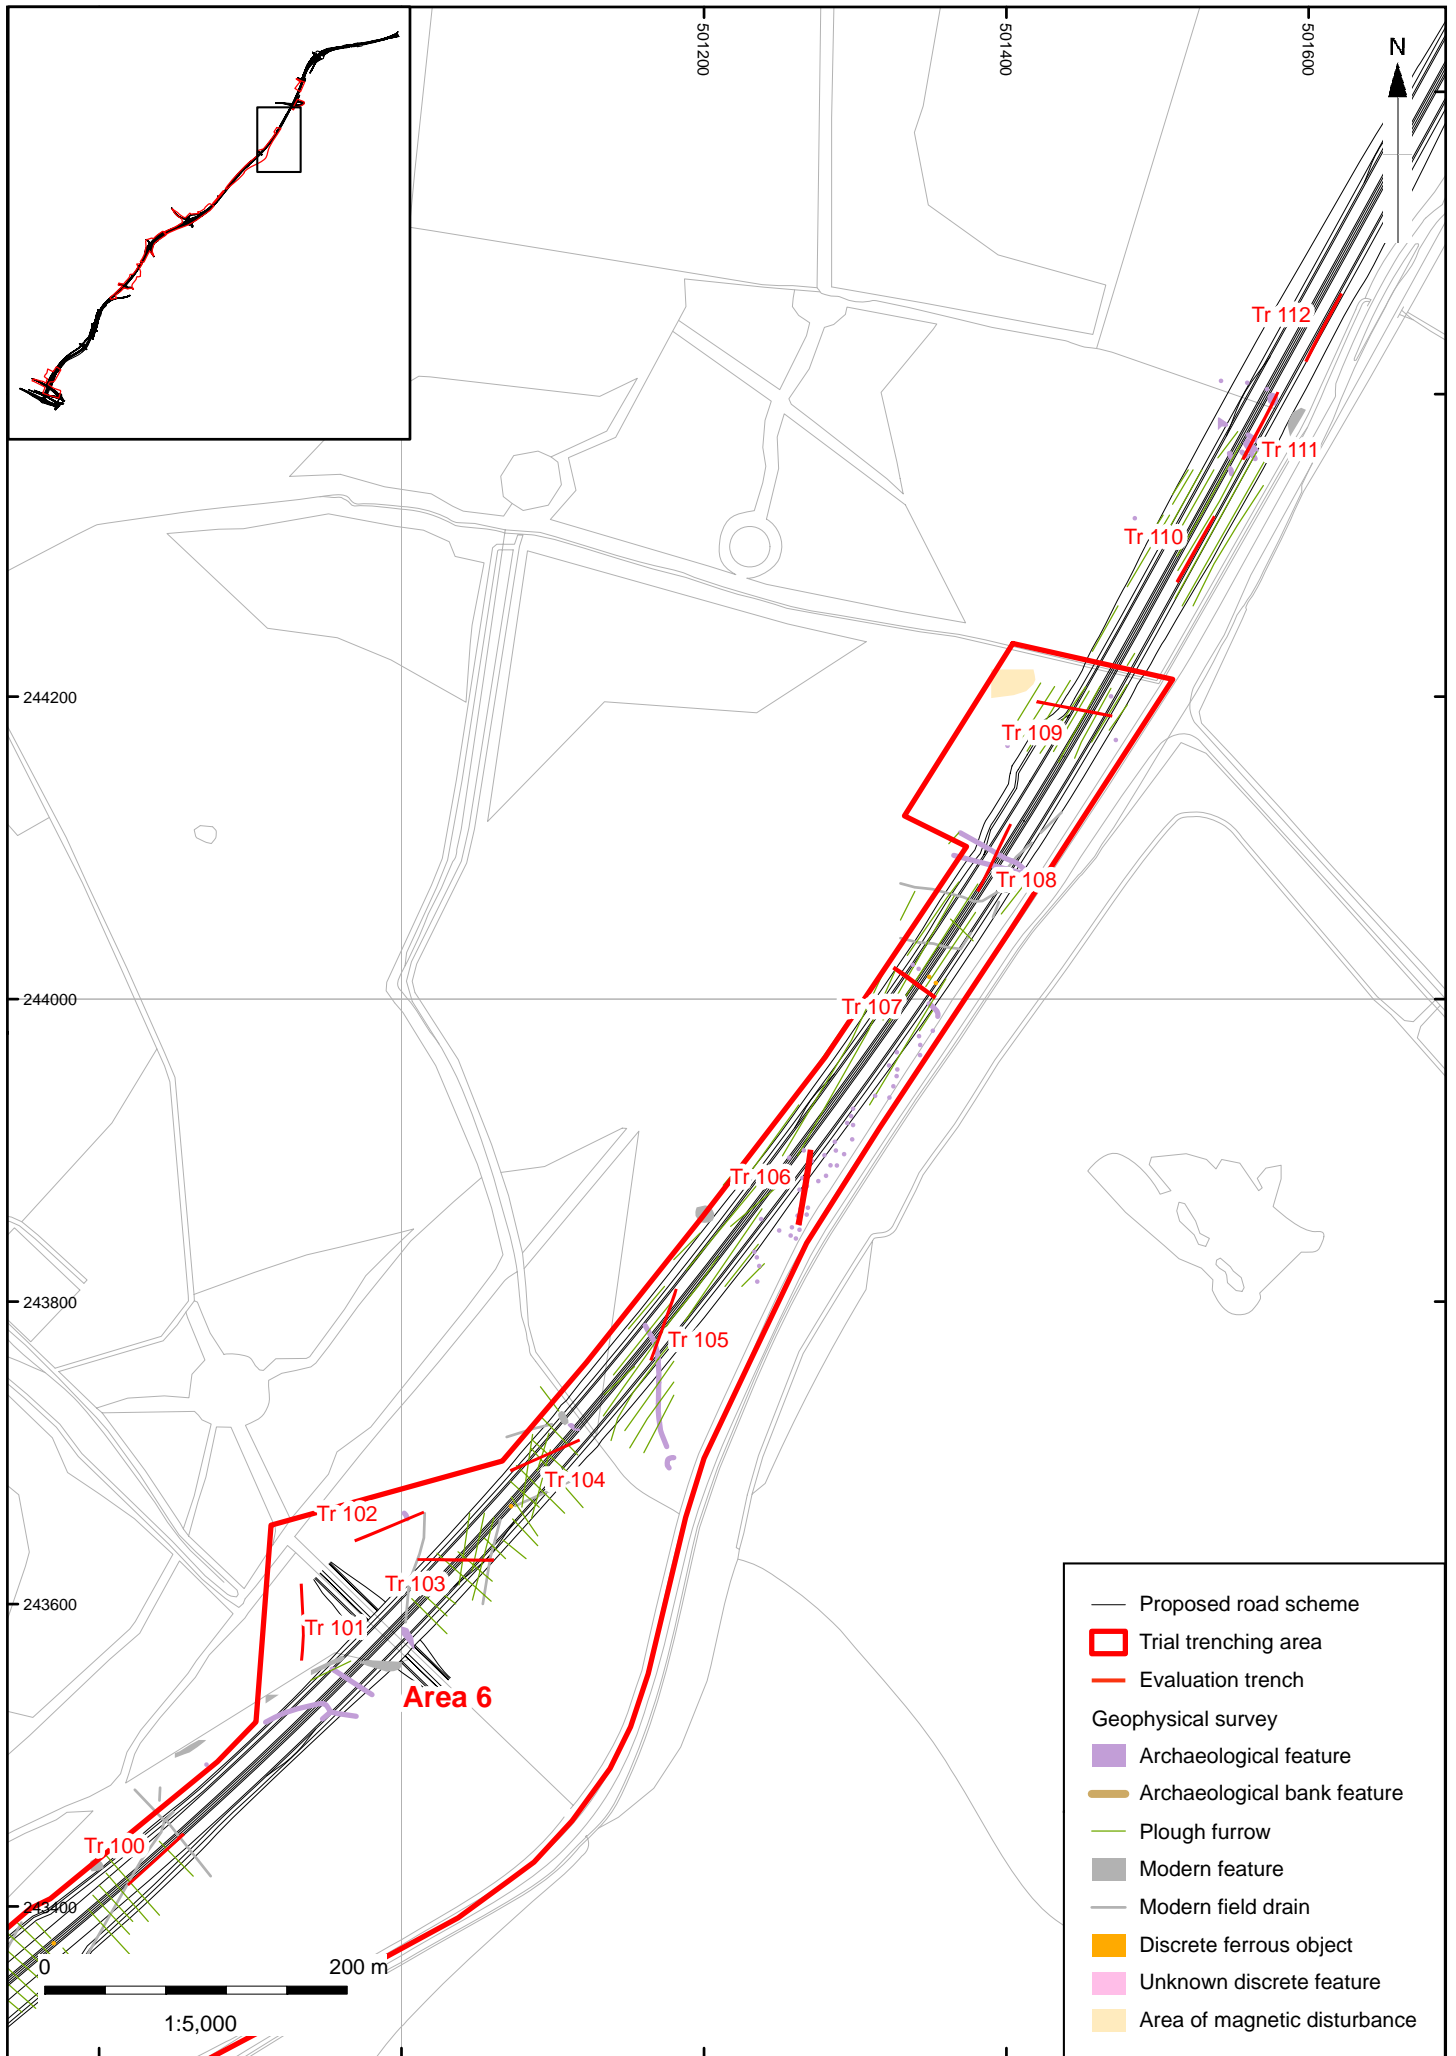 501200
501400
501600
N
Tr 112
Tr 111
Tr 110
244200
Tr 109
Tr 108
244000
Tr 107
Tr 106
243800
Tr 105
Tr 104
Tr 102
Tr 103
243600
Tr 101
Area 6
Tr 100
243400
0
200 m
1:5,000
Proposed road scheme
Trial trenching area
Evaluation trench
Geophysical survey
Archaeological feature
Archaeological bank feature
Plough furrow
Modern feature
Modern field drain
Discrete ferrous object
Unknown discrete feature
Area of magnetic disturbance